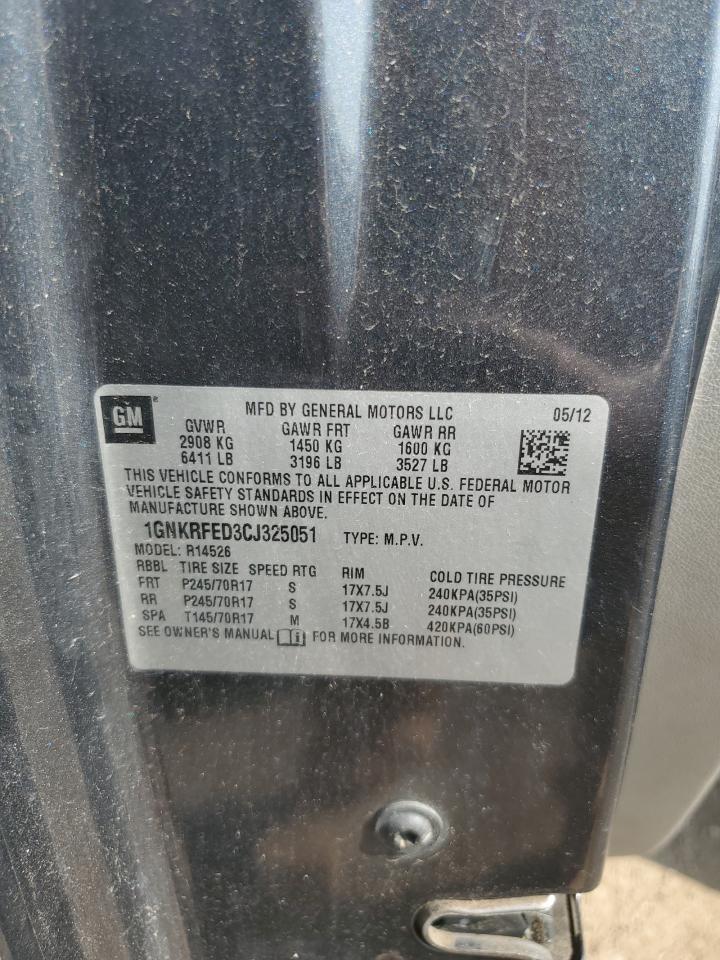 GM ® MFD BY GENERAL MOTORS LLC 05/12
GVWR GAWR FRT GAWR RR
2908 KG 1450 KG 1600 KG
6411 LB 3196 LB 3527 LB
THIS VEHICLE CONFORMS TO ALL APPLICABLE U.S. FEDERAL MOTOR
VEHICLE SAFETY STANDARDS IN EFFECT ON THE DATE OF
MANUFACTURE SHOWN ABOVE.
1GNKRFED3CJ325051 TYPE: M.P.V.
MODEL: R14526
RBBL TIRE SIZE SPEED RTG RIM COLD TIRE PRESSURE
FRT P245/70R17 S 17X7.5J 240KPA(35PSI)
RR P245/70R17 S 17X7.5J 240KPA(35PSI)
SPA T145/70R17 M 17X4.5B 420KPA(60PSI)
SEE OWNER'S MANUAL i FOR MORE INFORMATION.